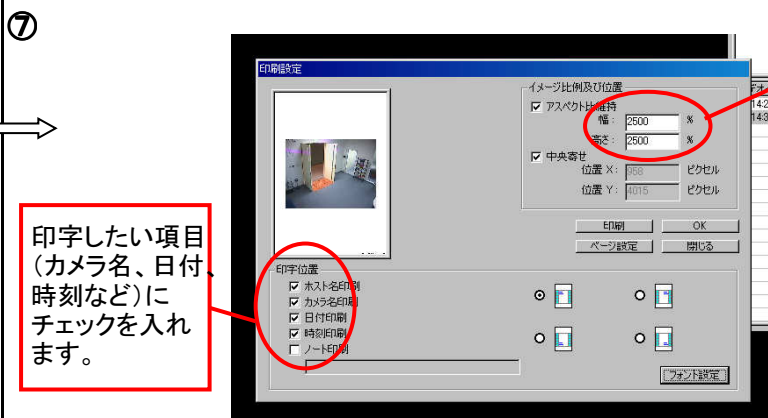 ⑦
印刷設定
イメージ比例及び位置
アスペクト比維持
幅: 2500 %
高さ: 2500 %
中央寄せ
位置 X: 958 ピクセル
位置 Y: 4015 ピクセル
印刷 OK
ページ設定 閉じる
印字位置
ホスト名印刷
カメラ名印刷
日付印刷
時刻印刷
ノート印刷
フォント設定
印字したい項目
(カメラ名、日付、
時刻など)に
チェックを入れ
ます。